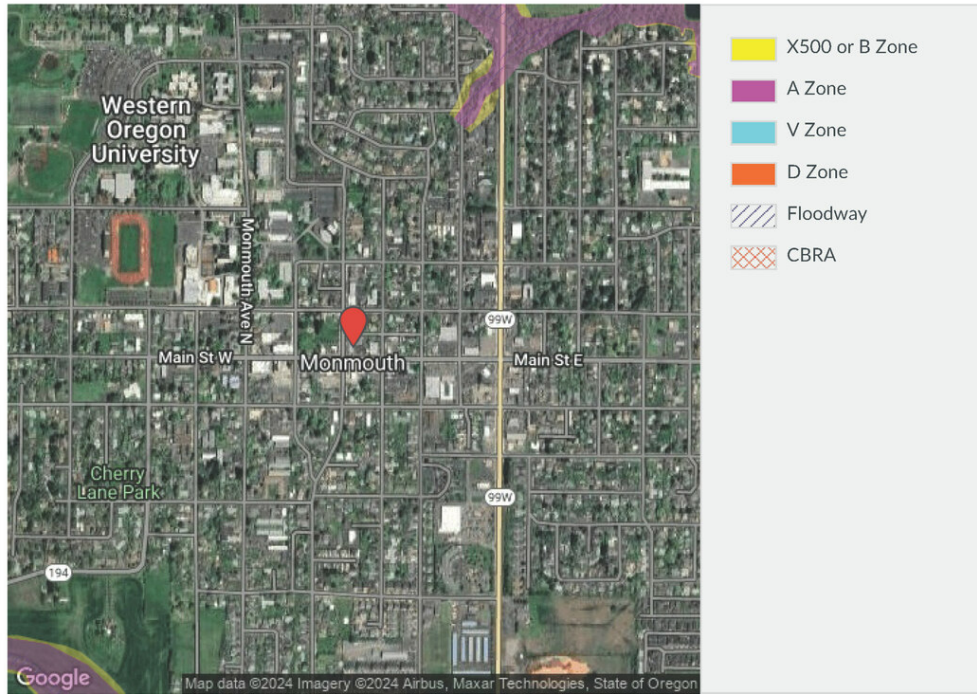 Western
Oregon
University
Monmouth Ave N
99W
Main St W
Monmouth
Main St E
Cherry
Lane Park
99W
194
Google
Map data ©2024 Imagery ©2024 Airbus, Maxar Technologies, State of Oregon
X500 or B Zone
A Zone
V Zone
D Zone
Floodway
CBRA